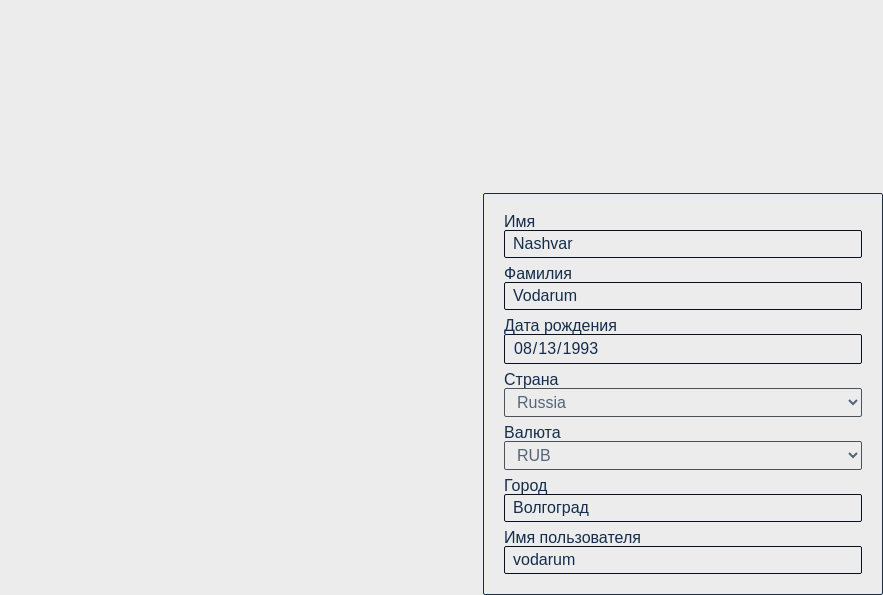 Имя
Nashvar
Фамилия
Vodarum
Дата рождения
08/13/1993
Страна
Russia
Валюта
RUB
Город
Волгоград
Имя пользователя
vodarum